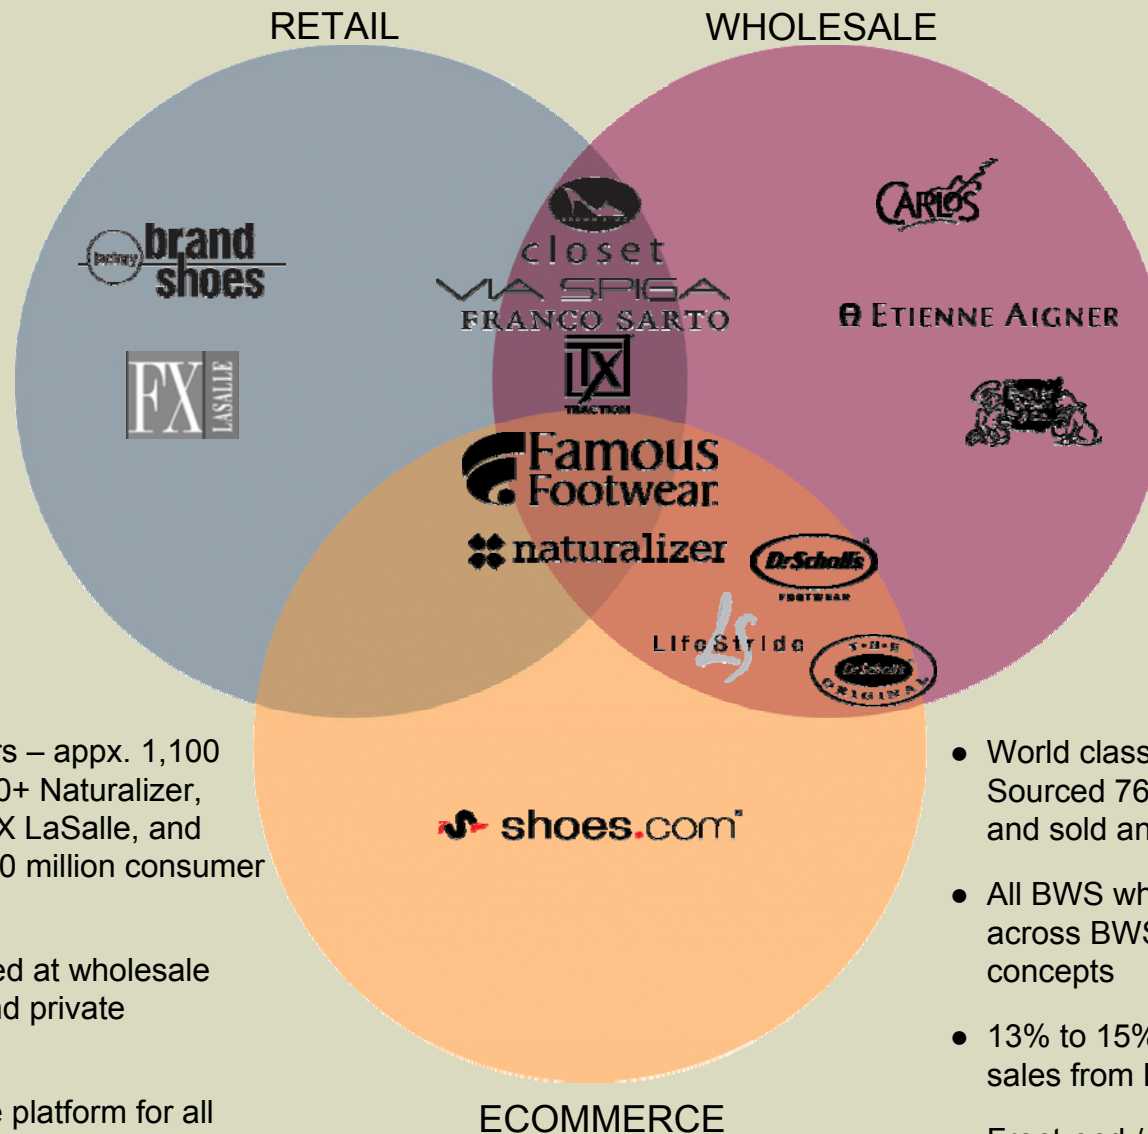 RETAIL
WHOLESALE
CARLOS
closet
factory
brand
shoes
VIA SPIGA
FRANCO SARTO
ETIENNE AIGNER
LTX
TRACTION
FX
LASALLE
Famous
Footwear
naturalizer
Dr.Scholl's
FOOTWEAR
LifeStride
LS
THE
Dr.Scholl's
ORIGINAL
shoes.com
rs – appx. 1,100
0+ Naturalizer,
X LaSalle, and
0 million consumer
ed at wholesale
nd private
e platform for all
● World class
Sourced 76
and sold an
● All BWS wh
across BWS
concepts
● 13% to 15%
sales from
ECOMMERCE